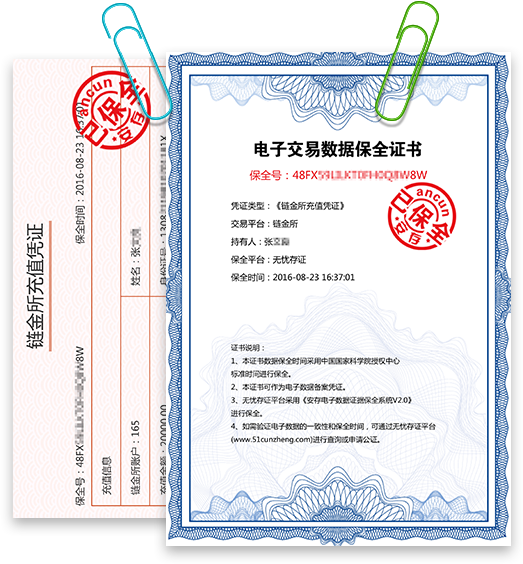 电子交易数据保全证书
保全号：48FX W8W
凭证类型：《链金所充值凭证》
交易平台：链金所
持有人：张
保全平台：无忧存证
保全时间：2016-08-23 16:37:01
ancun
已保全
安存
证书说明：
1、本证书数据保全时间采用中国国家科学院授权中心
标准时间进行保全。
2、本证书可作为电子数据备案凭证。
3、无忧存证平台采用《安存电子数据证据保全系统V2.0》
进行保全。
4、如需验证电子数据的一致性和保全时间，可通过无忧存证平台
(www.51cunzheng.com)进行查询或申请公证。
链金所充值凭证
保全号：48FX W8W
保全时间：2016-08-23 16:37:01
充值信息
链金所账户：165
姓名：张
充值金额：20000.00
身份证号：1308
ancun
已保全
安存